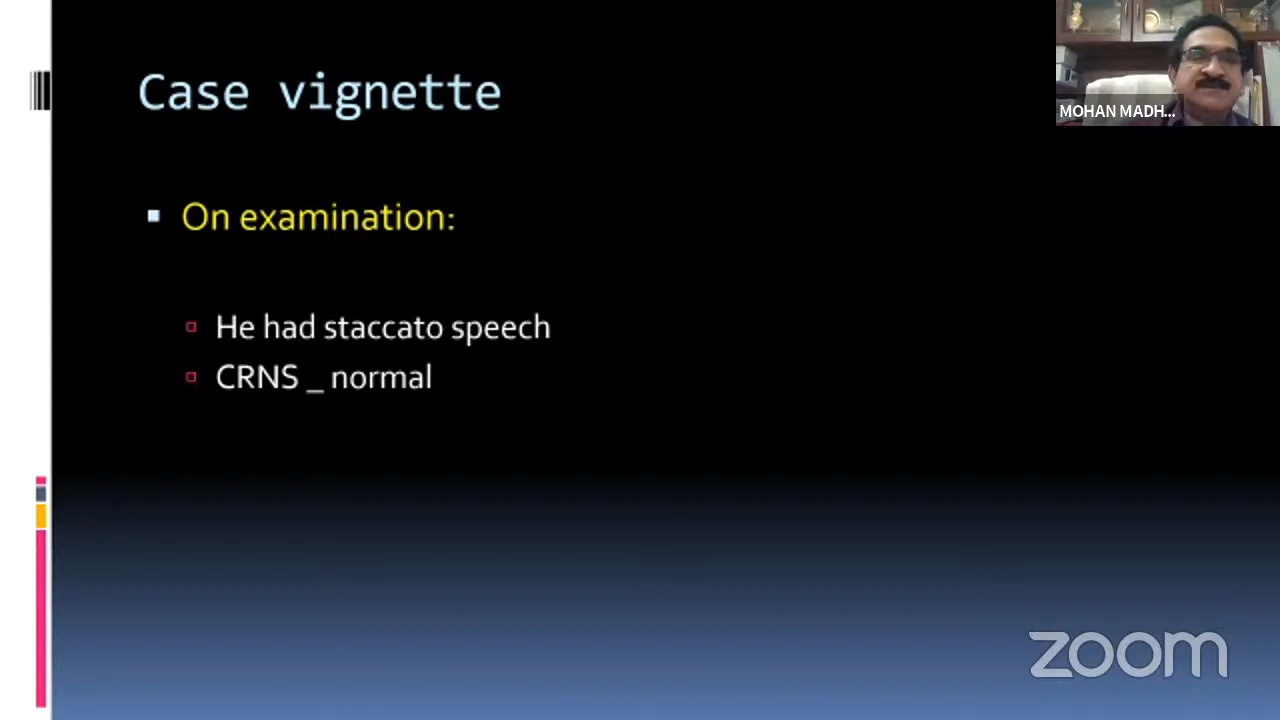 Case vignette
MOHAN MADH...
On examination:
He had staccato speech
CRNS _ normal
zoom